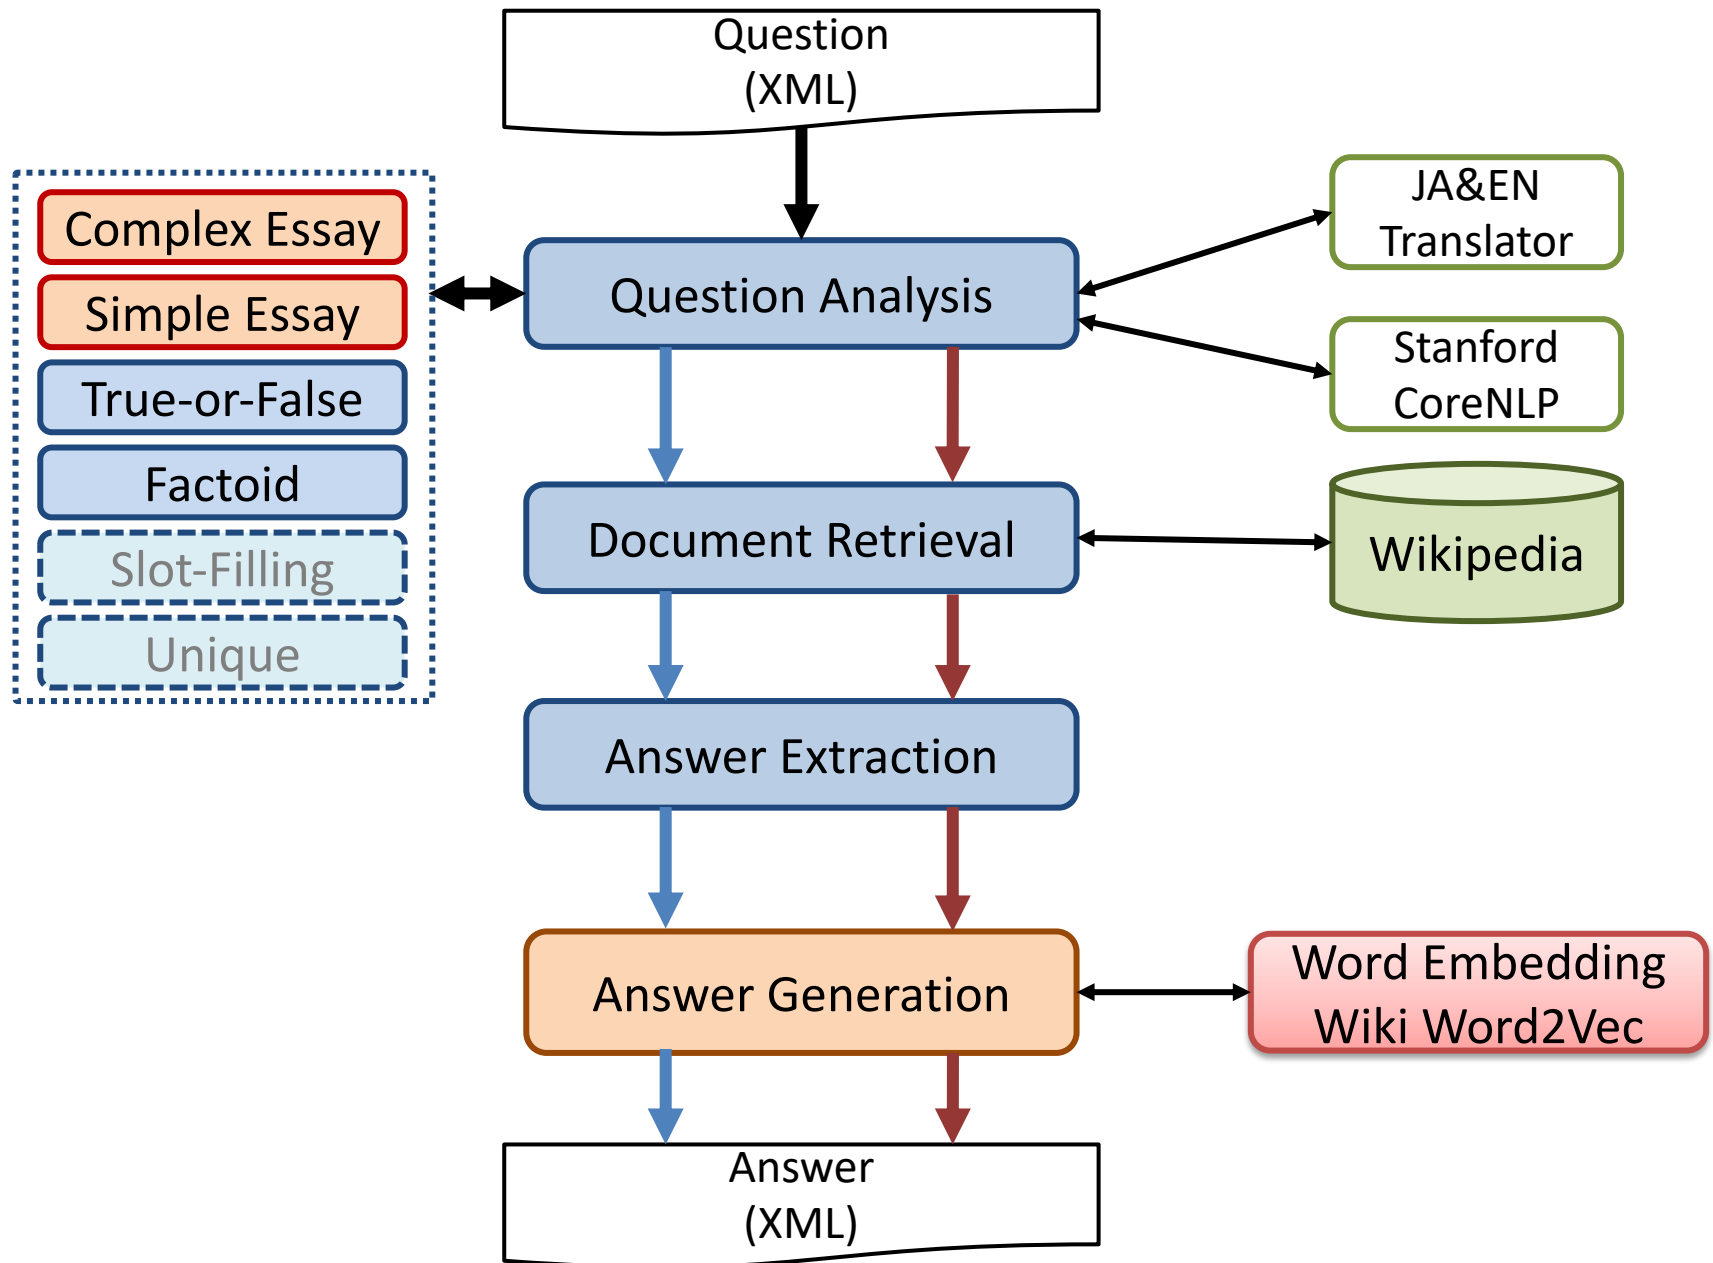 Question
(XML)
Complex Essay
Simple Essay
True-or-False
Factoid
Slot-Filling
Unique
Question Analysis
JA&EN
Translator
Stanford
CoreNLP
Document Retrieval
Wikipedia
Answer Extraction
Answer Generation
Word Embedding
Wiki Word2Vec
Answer
(XML)